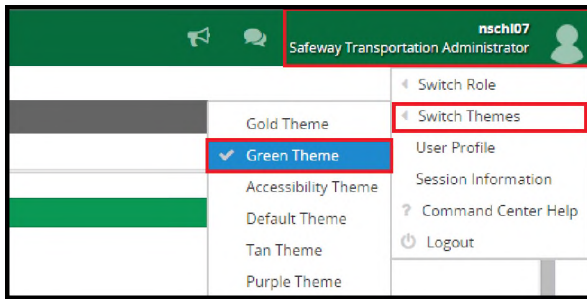 nschl07
Safeway Transportation Administrator
Switch Role
Switch Themes
User Profile
Session Information
? Command Center Help
Logout
Gold Theme
Green Theme
Accessibility Theme
Default Theme
Tan Theme
Purple Theme